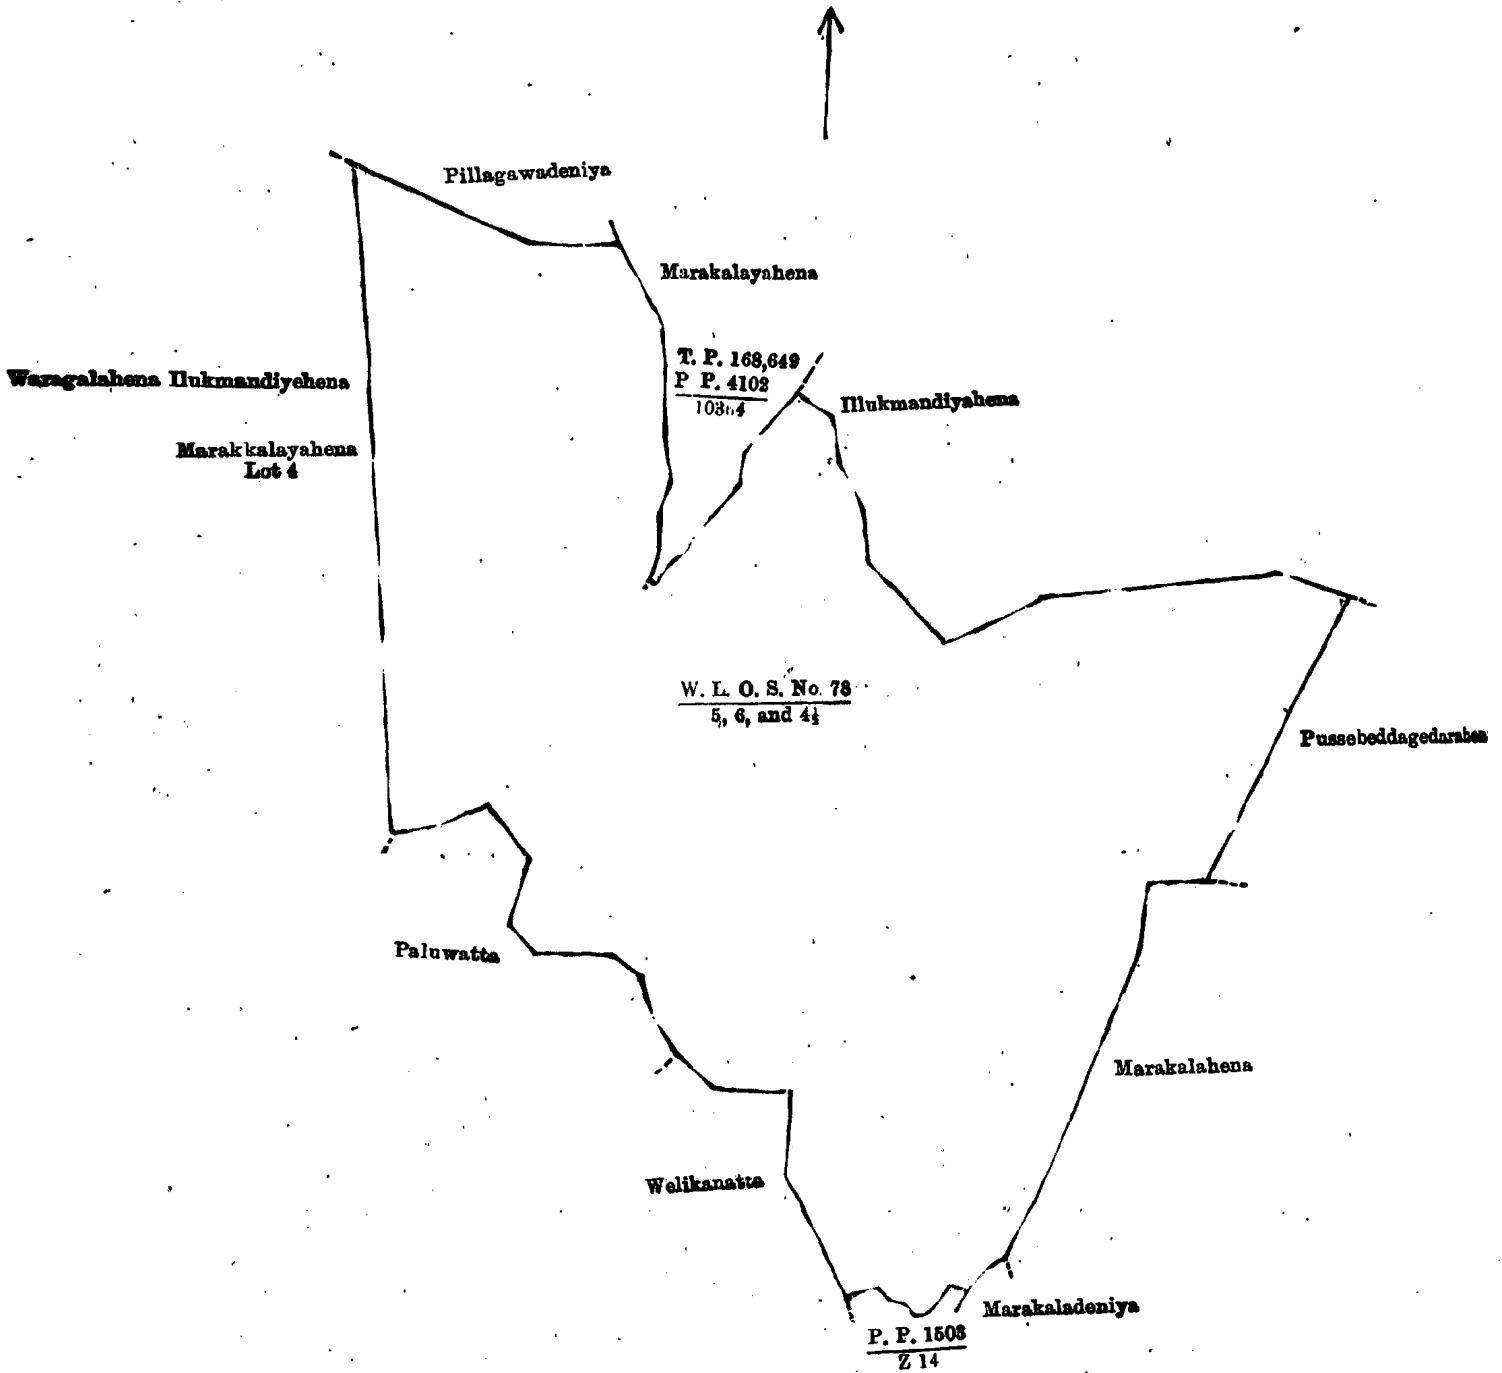 Pillagawadeniya
Marakalayahena
T. P. 168,649
P P. 4102
Waragalahena Ilukmandiyehena
Illukmandiyahena
Marakkalayahena
Lot 4
W. L. O. S. No. 78
5, 6, and 4½
Paluwatta
Marakalahena
Welikanatta
Marakaladeniya
P. P. 1503
Z 14